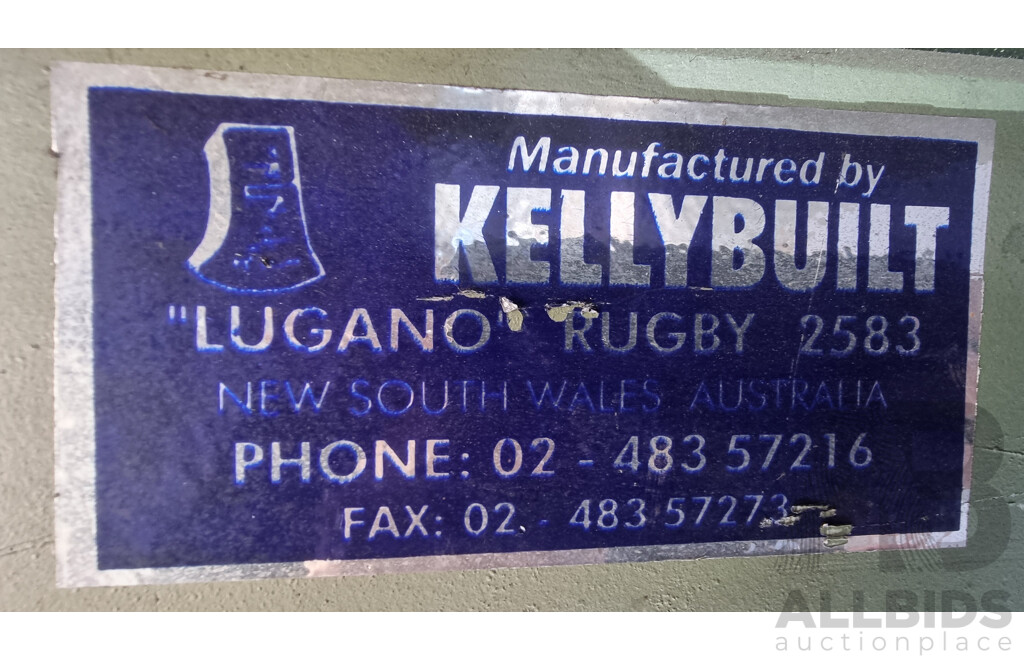 Manufactured by
KELLYBUILT
"LUGANO" RUGBY 2583
NEW SOUTH WALES AUSTRALIA
PHONE: 02 - 483 57216
FAX: 02 - 483 57273
ALLBIDS
auctionplace